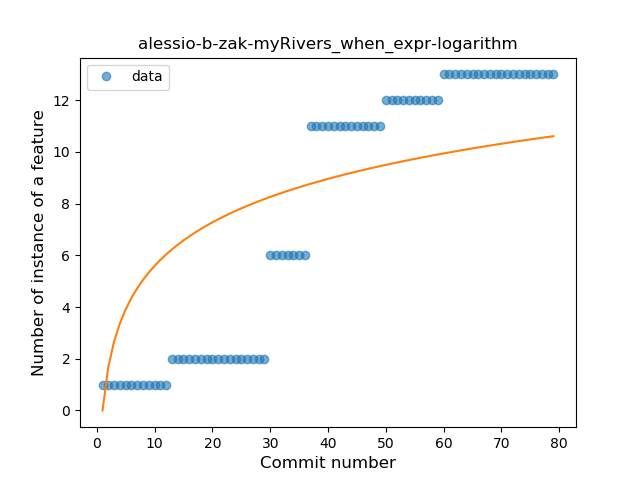 alessio-b-zak-myRivers_when_expr-logarithm
data
Number of instance of a feature
12
10
8
6
4
2
0
0 10 20 30 40 50 60 70 80
Commit number